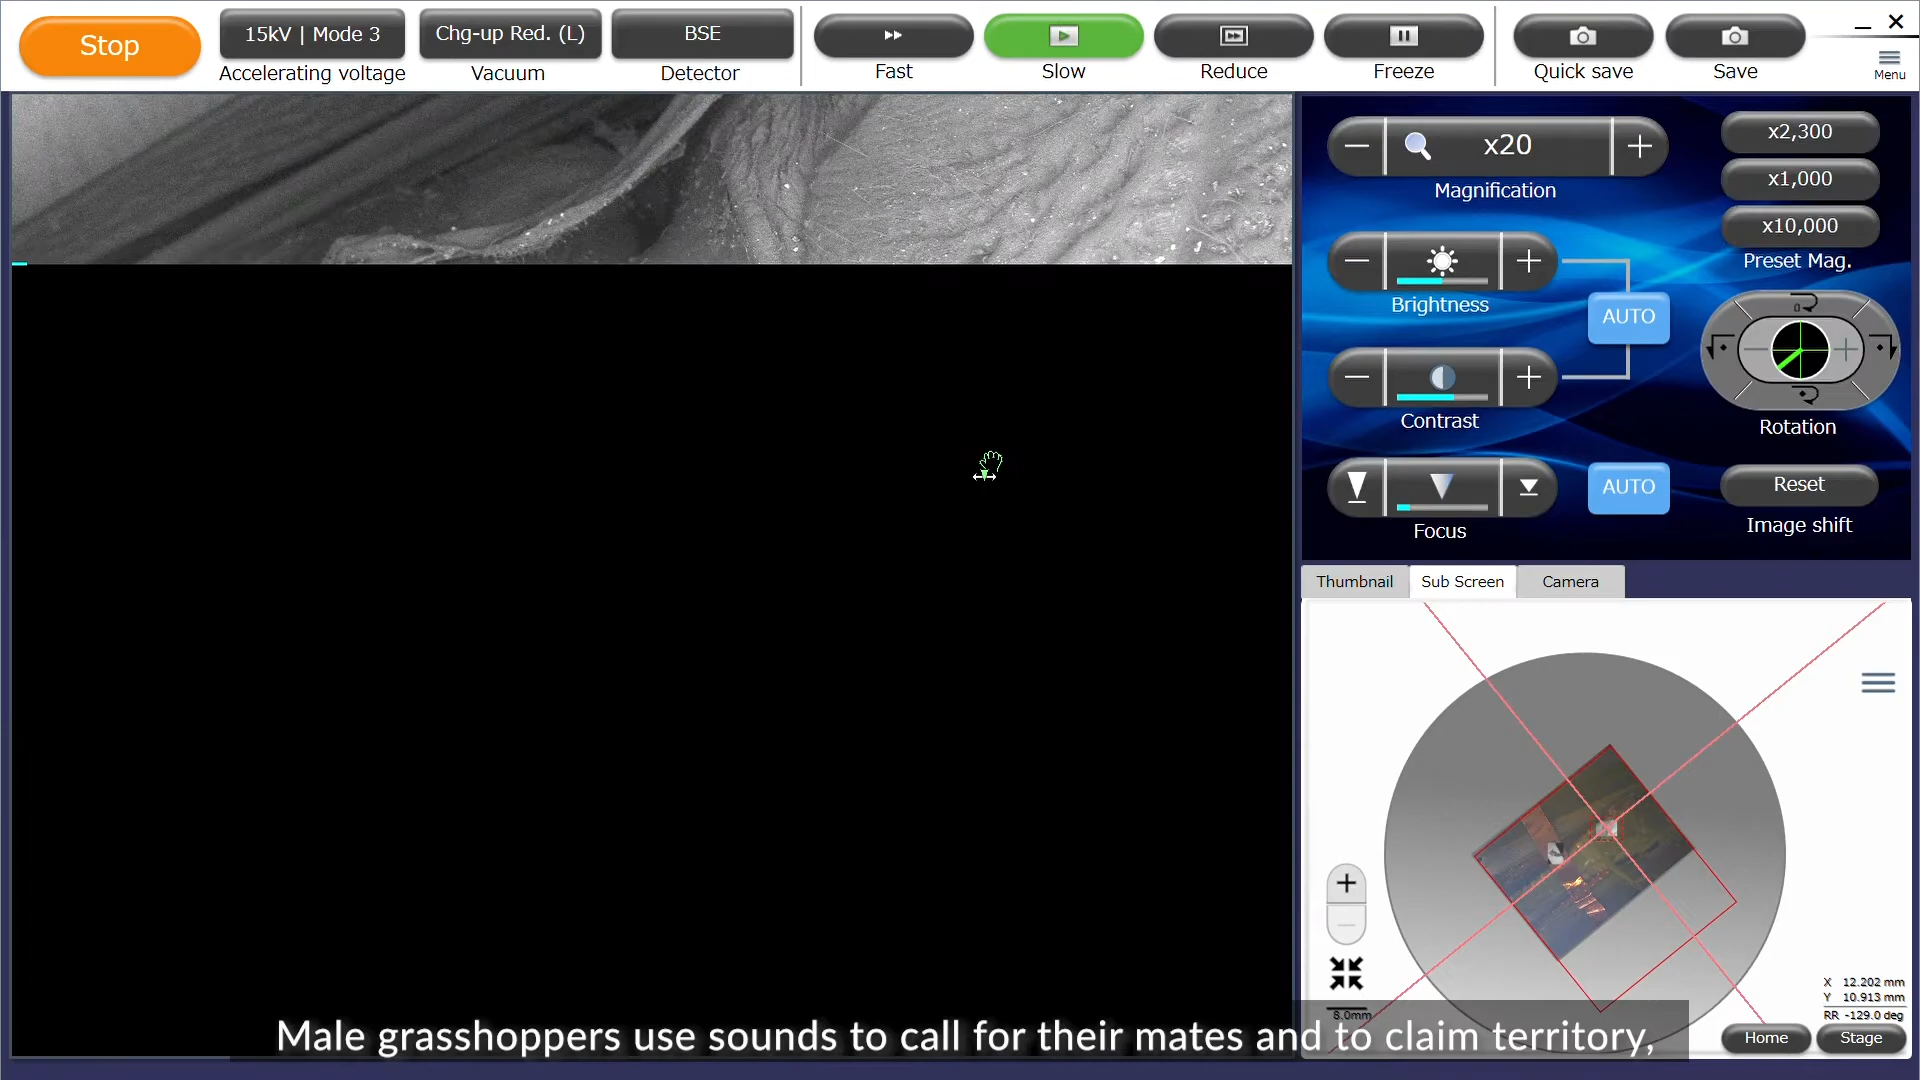 Stop
15kV | Mode 3
Accelerating voltage
Chg-up Red. (L)
Vacuum
BSE
Detector
Fast
Slow
Reduce
Freeze
Quick save
Save
Menu
x20
Magnification
x2,300
x1,000
x10,000
Preset Mag.
Brightness
AUTO
Contrast
Rotation
Focus
AUTO
Reset
Image shift
Thumbnail
Sub Screen
Camera
X 12.202 mm
Y 10.913 mm
RR -129.0 deg
8.0mm
Home
Stage
Male grasshoppers use sounds to call for their mates and to claim territory,